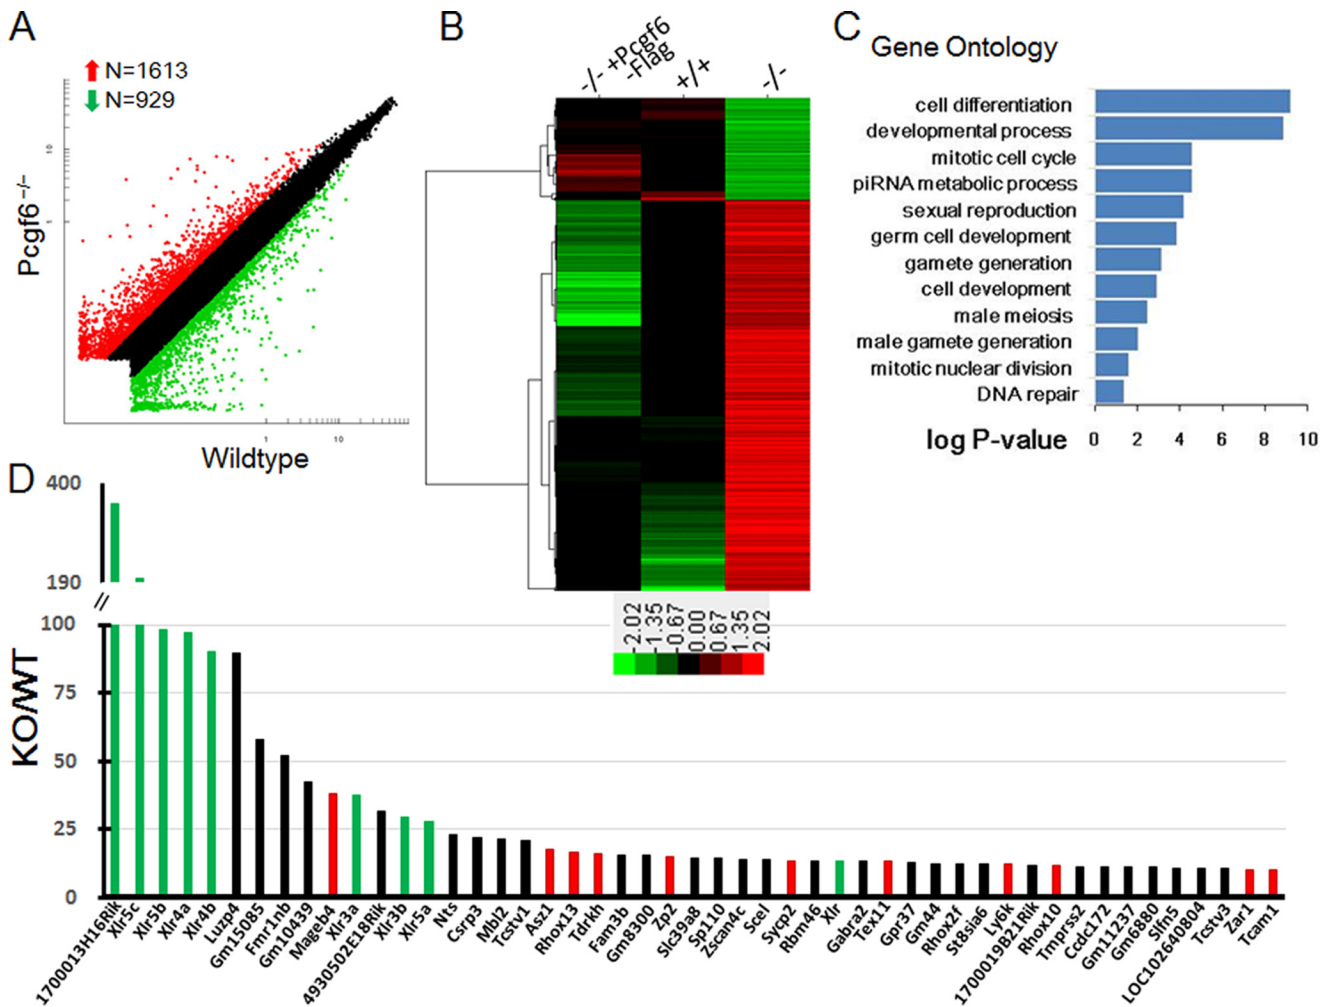 A
N=1613
N=929
Pcgf6 -/-
10
1
1
10
Wildtype
B
-/- +Pcgf6
-Flag
+/+
-/-
-2.02
-1.35
-0.67
0.00
0.67
1.35
2.02
C
Gene Ontology
cell differentiation
developmental process
mitotic cell cycle
piRNA metabolic process
sexual reproduction
germ cell development
gamete generation
cell development
male meiosis
male gamete generation
mitotic nuclear division
DNA repair
log P-value
0 2 4 6 8 10
D
400
190
100
75
50
25
0
KO/WT
1700013H16Rik
Xlr5c
Xlr5b
Xlr4a
Xlr4b
Luzp4
Gm15085
Fmr1nb
Gm10439
Mageb4
Xlr3a
4930502E18Rik
Xlr3b
Xlr5a
Nts
Csrp3
Mbl2
Tcstv1
Asz1
Rhox13
Tdrkh
Fam3b
Gm8300
Zp2
Slc39a8
Sp110
Zscan4c
Scel
Sycp2
Rbm46
Xlr
Gabra2
Tex11
Gpr37
Gm44
Rhox2f
St8sia6
Ly6k
1700019B21Rik
Rhox10
Tmprss2
Ccdc172
Gm11237
Gm6880
Slfn5
LOC102640804
Tcstv3
Zar1
Tcam1